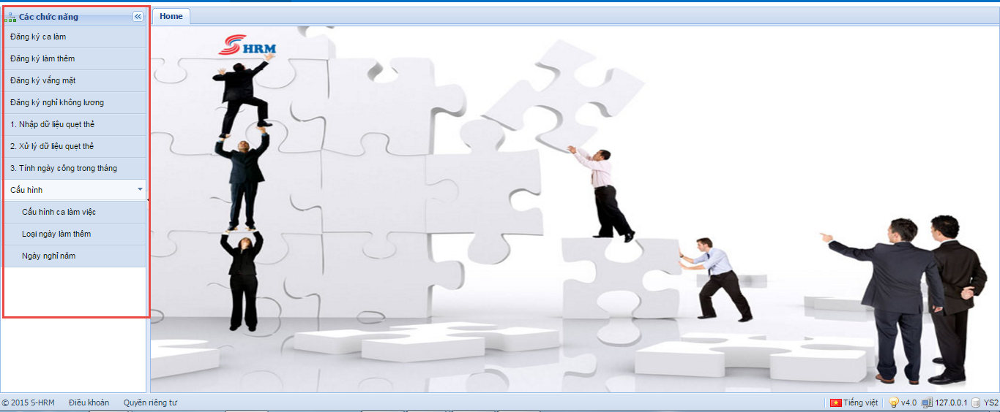 Các chức năng
Home
Đăng ký ca làm
Đăng ký làm thêm
Đăng ký vắng mặt
Đăng ký nghỉ không lương
1. Nhập dữ liệu quẹt thẻ
2. Xử lý dữ liệu quẹt thẻ
3. Tính ngày công trong tháng
Cấu hình
Cấu hình ca làm việc
Loại ngày làm thêm
Ngày nghỉ năm
S HRM
© 2015 S-HRM Điều khoản Quyền riêng tư
Tiếng việt v4.0 127.0.0.1 YS2